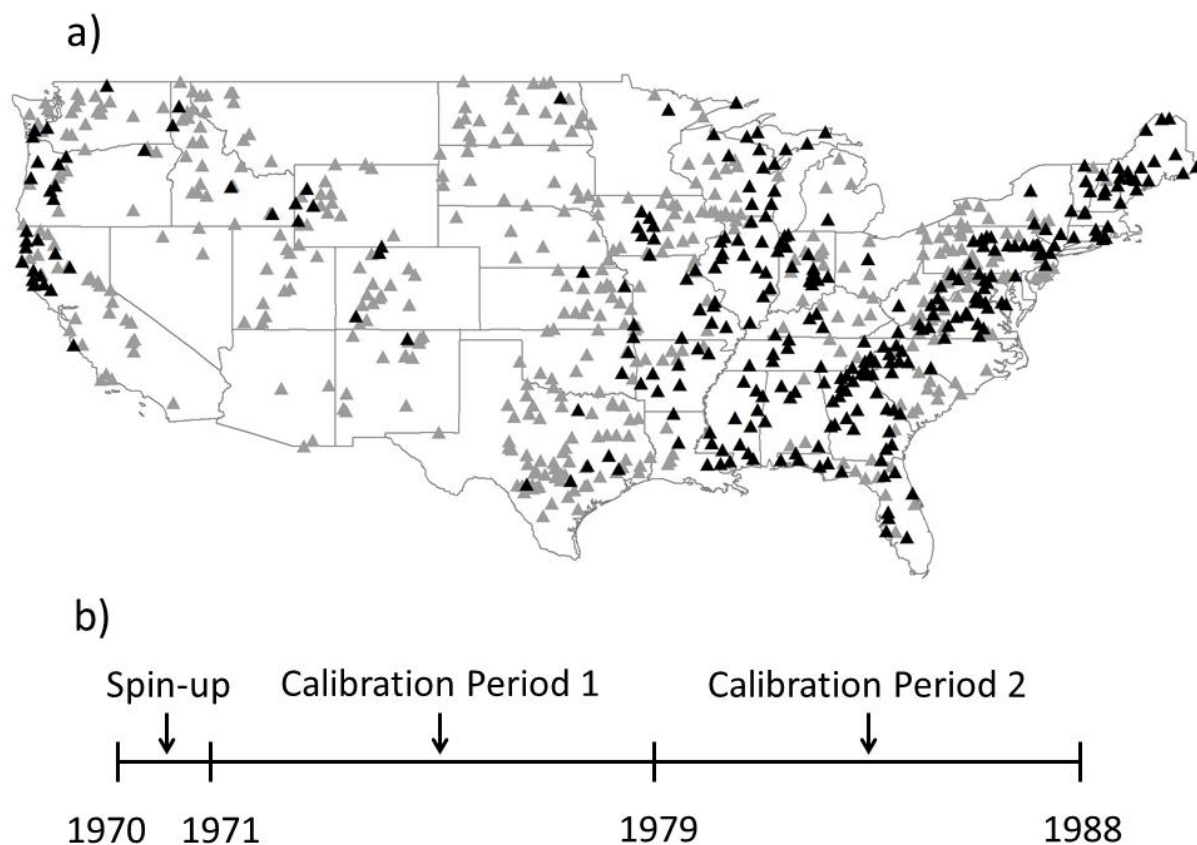 a)
b)
Spin-up Calibration Period 1 Calibration Period 2
1970 1971 1979 1988